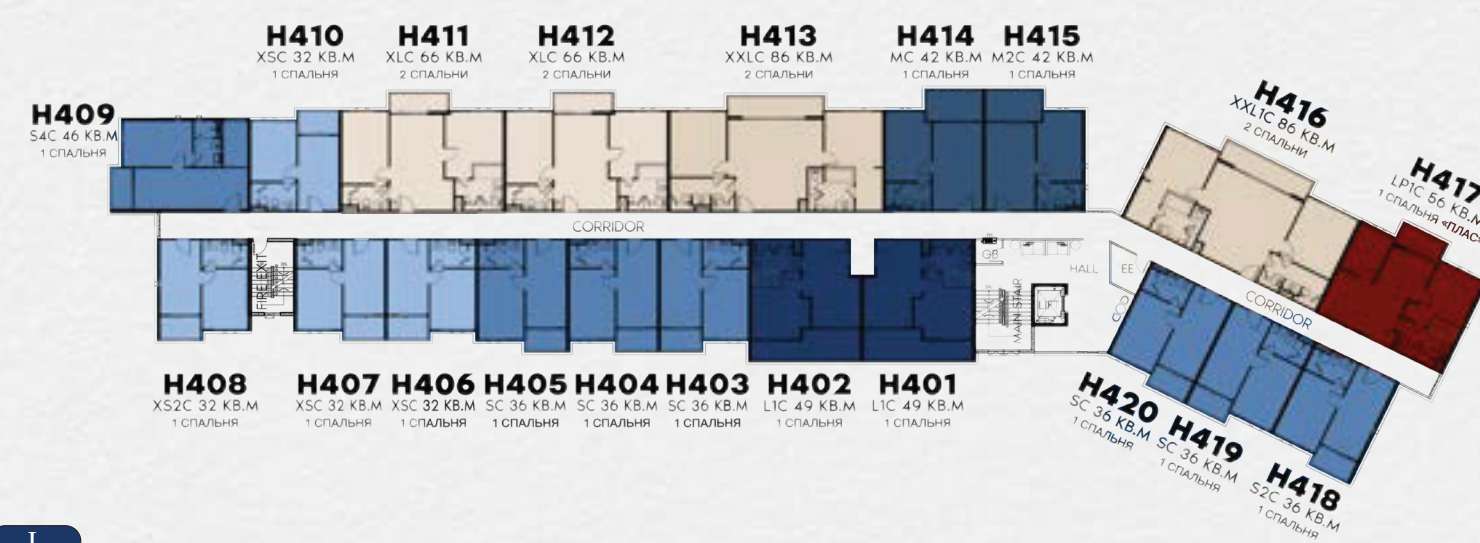 H410
XSC 32 КВ.М
1 СПАЛЬНЯ
H411
XLC 66 КВ.М
2 СПАЛЬНИ
H412
XLC 66 КВ.М
2 СПАЛЬНИ
H413
XXLC 86 КВ.М
2 СПАЛЬНИ
H414
MC 42 КВ.М
1 СПАЛЬНЯ
H415
M2C 42 КВ.М
1 СПАЛЬНЯ
H416
XXL1C 86 КВ.М
2 СПАЛЬНИ
H417
LP1C 56 КВ.М
1 СПАЛЬНЯ «ПЛАС
H409
S4C 46 КВ.М
1 СПАЛЬНЯ
CORRIDOR
FIRE EXIT
GB
HALL
EE
MAIN STAIR
LIFT
CORRIDOR
H408
XS2C 32 КВ.М
1 СПАЛЬНЯ
H407
XSC 32 КВ.М
1 СПАЛЬНЯ
H406
XSC 32 КВ.М
1 СПАЛЬНЯ
H405
SC 36 КВ.М
1 СПАЛЬНЯ
H404
SC 36 КВ.М
1 СПАЛЬНЯ
H403
SC 36 КВ.М
1 СПАЛЬНЯ
H402
L1C 49 КВ.М
1 СПАЛЬНЯ
H401
L1C 49 КВ.М
1 СПАЛЬНЯ
H420
SC 36 КВ.М
1 СПАЛЬНЯ
H419
SC 36 КВ.М
1 СПАЛЬНЯ
H418
S2C 36 КВ.М
1 СПАЛЬНЯ